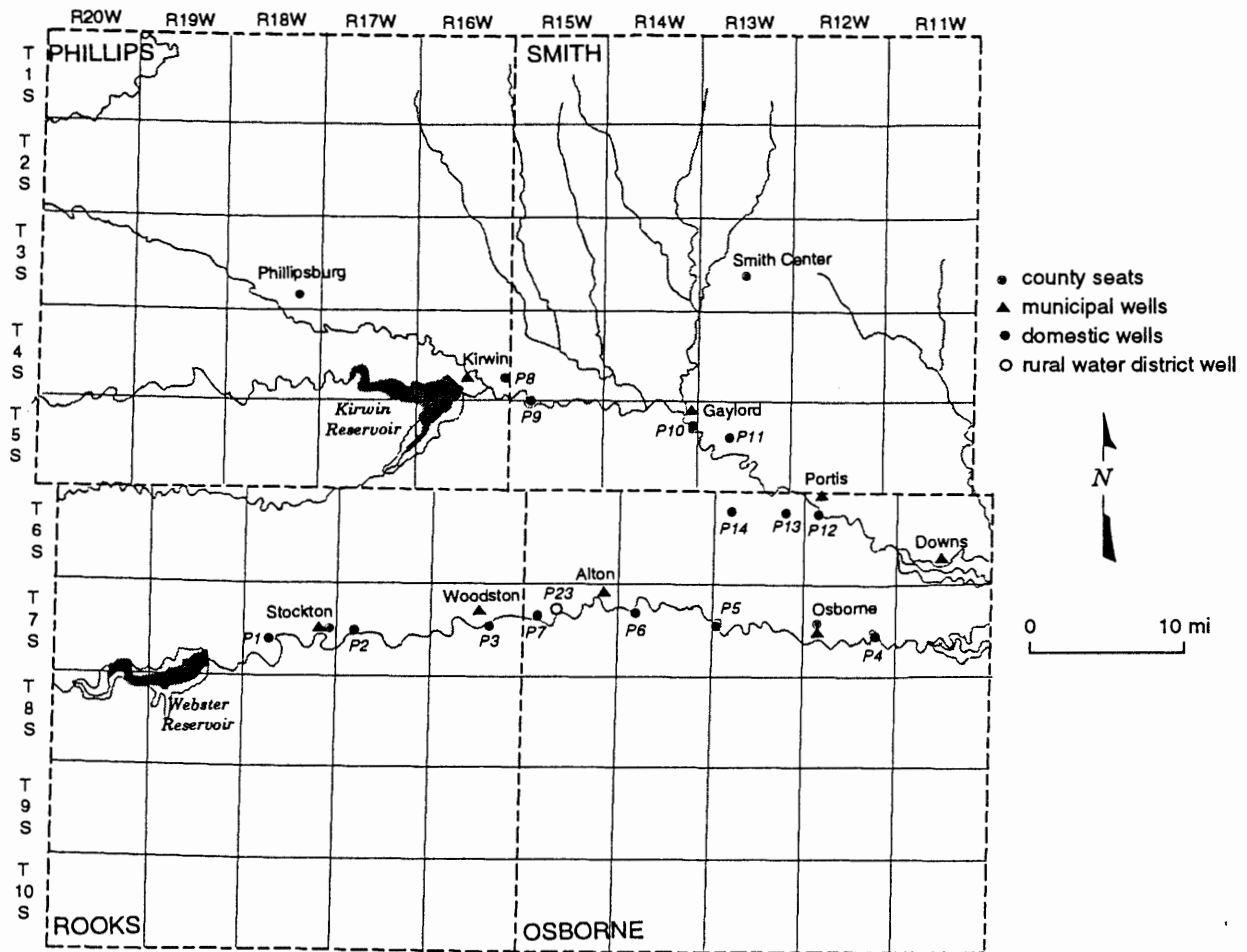 R20W R19W R18W R17W R16W R15W R14W R13W R12W R11W
T
1
S
PHILLIPS
SMITH
T
2
S
T
3
S
Phillipsburg
Smith Center
county seats
municipal wells
domestic wells
rural water district well
T
4
S
Kirwin
P8
P9
Kirwin
Reservoir
Gaylord
P10
P11
T
5
S
N
Portis
T
6
S
P14
P13
P12
Downs
Alton
T
7
S
Stockton
Woodston
P23
P5
Osborne
P1
P2
P3
P7
P6
P4
0 10 mi
T
8
S
Webster
Reservoir
T
9
S
T
10
S
ROOKS
OSBORNE